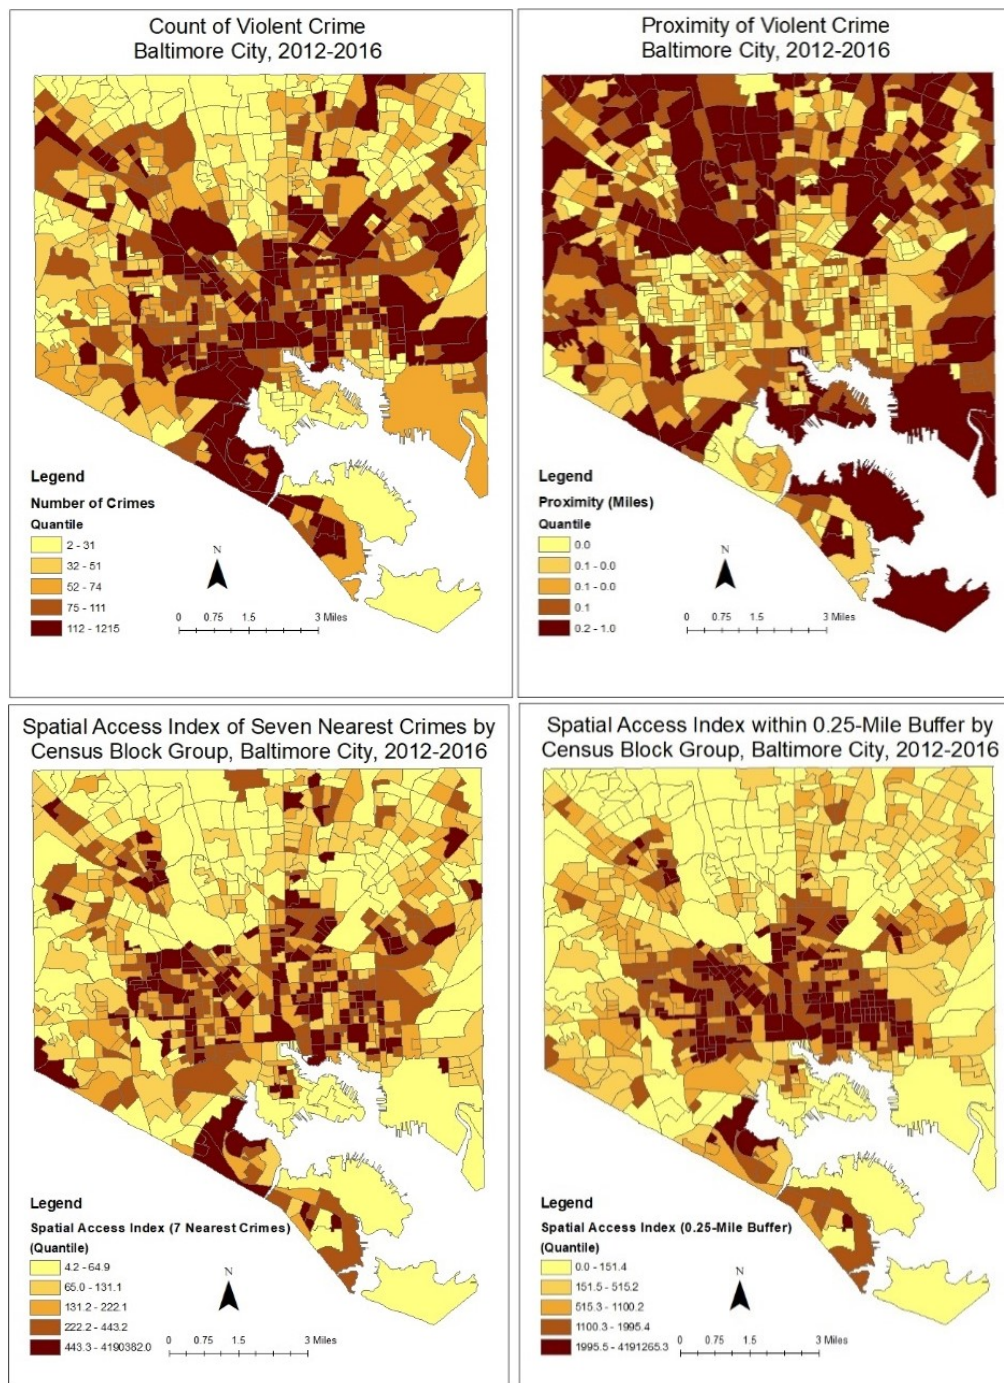 Count of Violent Crime
Baltimore City, 2012-2016
Legend
Number of Crimes
Quantile
2 - 31
32 - 51
52 - 74
75 - 111
112 - 1215
N
0 0.75 1.5 3 Miles
Proximity of Violent Crime
Baltimore City, 2012-2016
Legend
Proximity (Miles)
Quantile
0.0
0.1 - 0.0
0.1 - 0.0
0.1
0.2 - 1.0
N
0 0.75 1.5 3 Miles
Spatial Access Index of Seven Nearest Crimes by
Census Block Group, Baltimore City, 2012-2016
Legend
Spatial Access Index (7 Nearest Crimes)
(Quantile)
4.2 - 64.9
65.0 - 131.1
131.2 - 222.1
222.2 - 443.2
443.3 - 4190382.0
N
0 0.75 1.5 3 Miles
Spatial Access Index within 0.25-Mile Buffer by
Census Block Group, Baltimore City, 2012-2016
Legend
Spatial Access Index (0.25-Mile Buffer)
(Quantile)
0.0 - 151.4
151.5 - 515.2
515.3 - 1100.2
1100.3 - 1995.4
1995.5 - 4191265.3
N
0 0.75 1.5 3 Miles